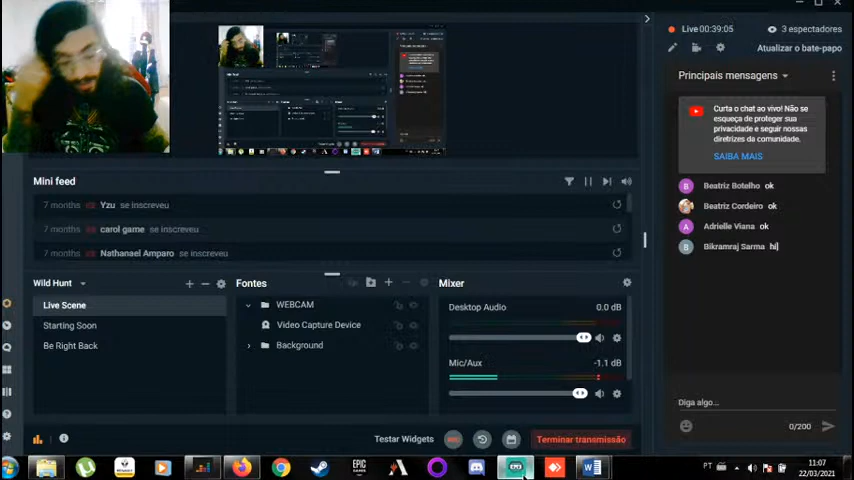 Live 00:39:05
3 espectadores
Atualizar o bate-papo
Principais mensagens
Curta o chat ao vivo! Não se
esqueça de proteger sua
privacidade e seguir nossas
diretrizes da comunidade.
SAIBA MAIS
Beatriz Botelho ok
Beatriz Cordeiro ok
A Adrielle Viana ok
B Bikramraj Sarma hi
Mini feed
7 months Yzu se inscreveu
7 months carol game se inscreveu
7 months Nathanael Amparo se inscreveu
Wild Hunt
Live Scene
Starting Soon
Be Right Back
Fontes
WEBCAM
Video Capture Device
Background
Mixer
Desktop Audio 0.0 dB
Mic/Aux -1.1 dB
Diga algo...
0/200
Testar Widgets
REC
Terminar transmissão
EPIC
GAMES
PT
11:07
22/03/2021